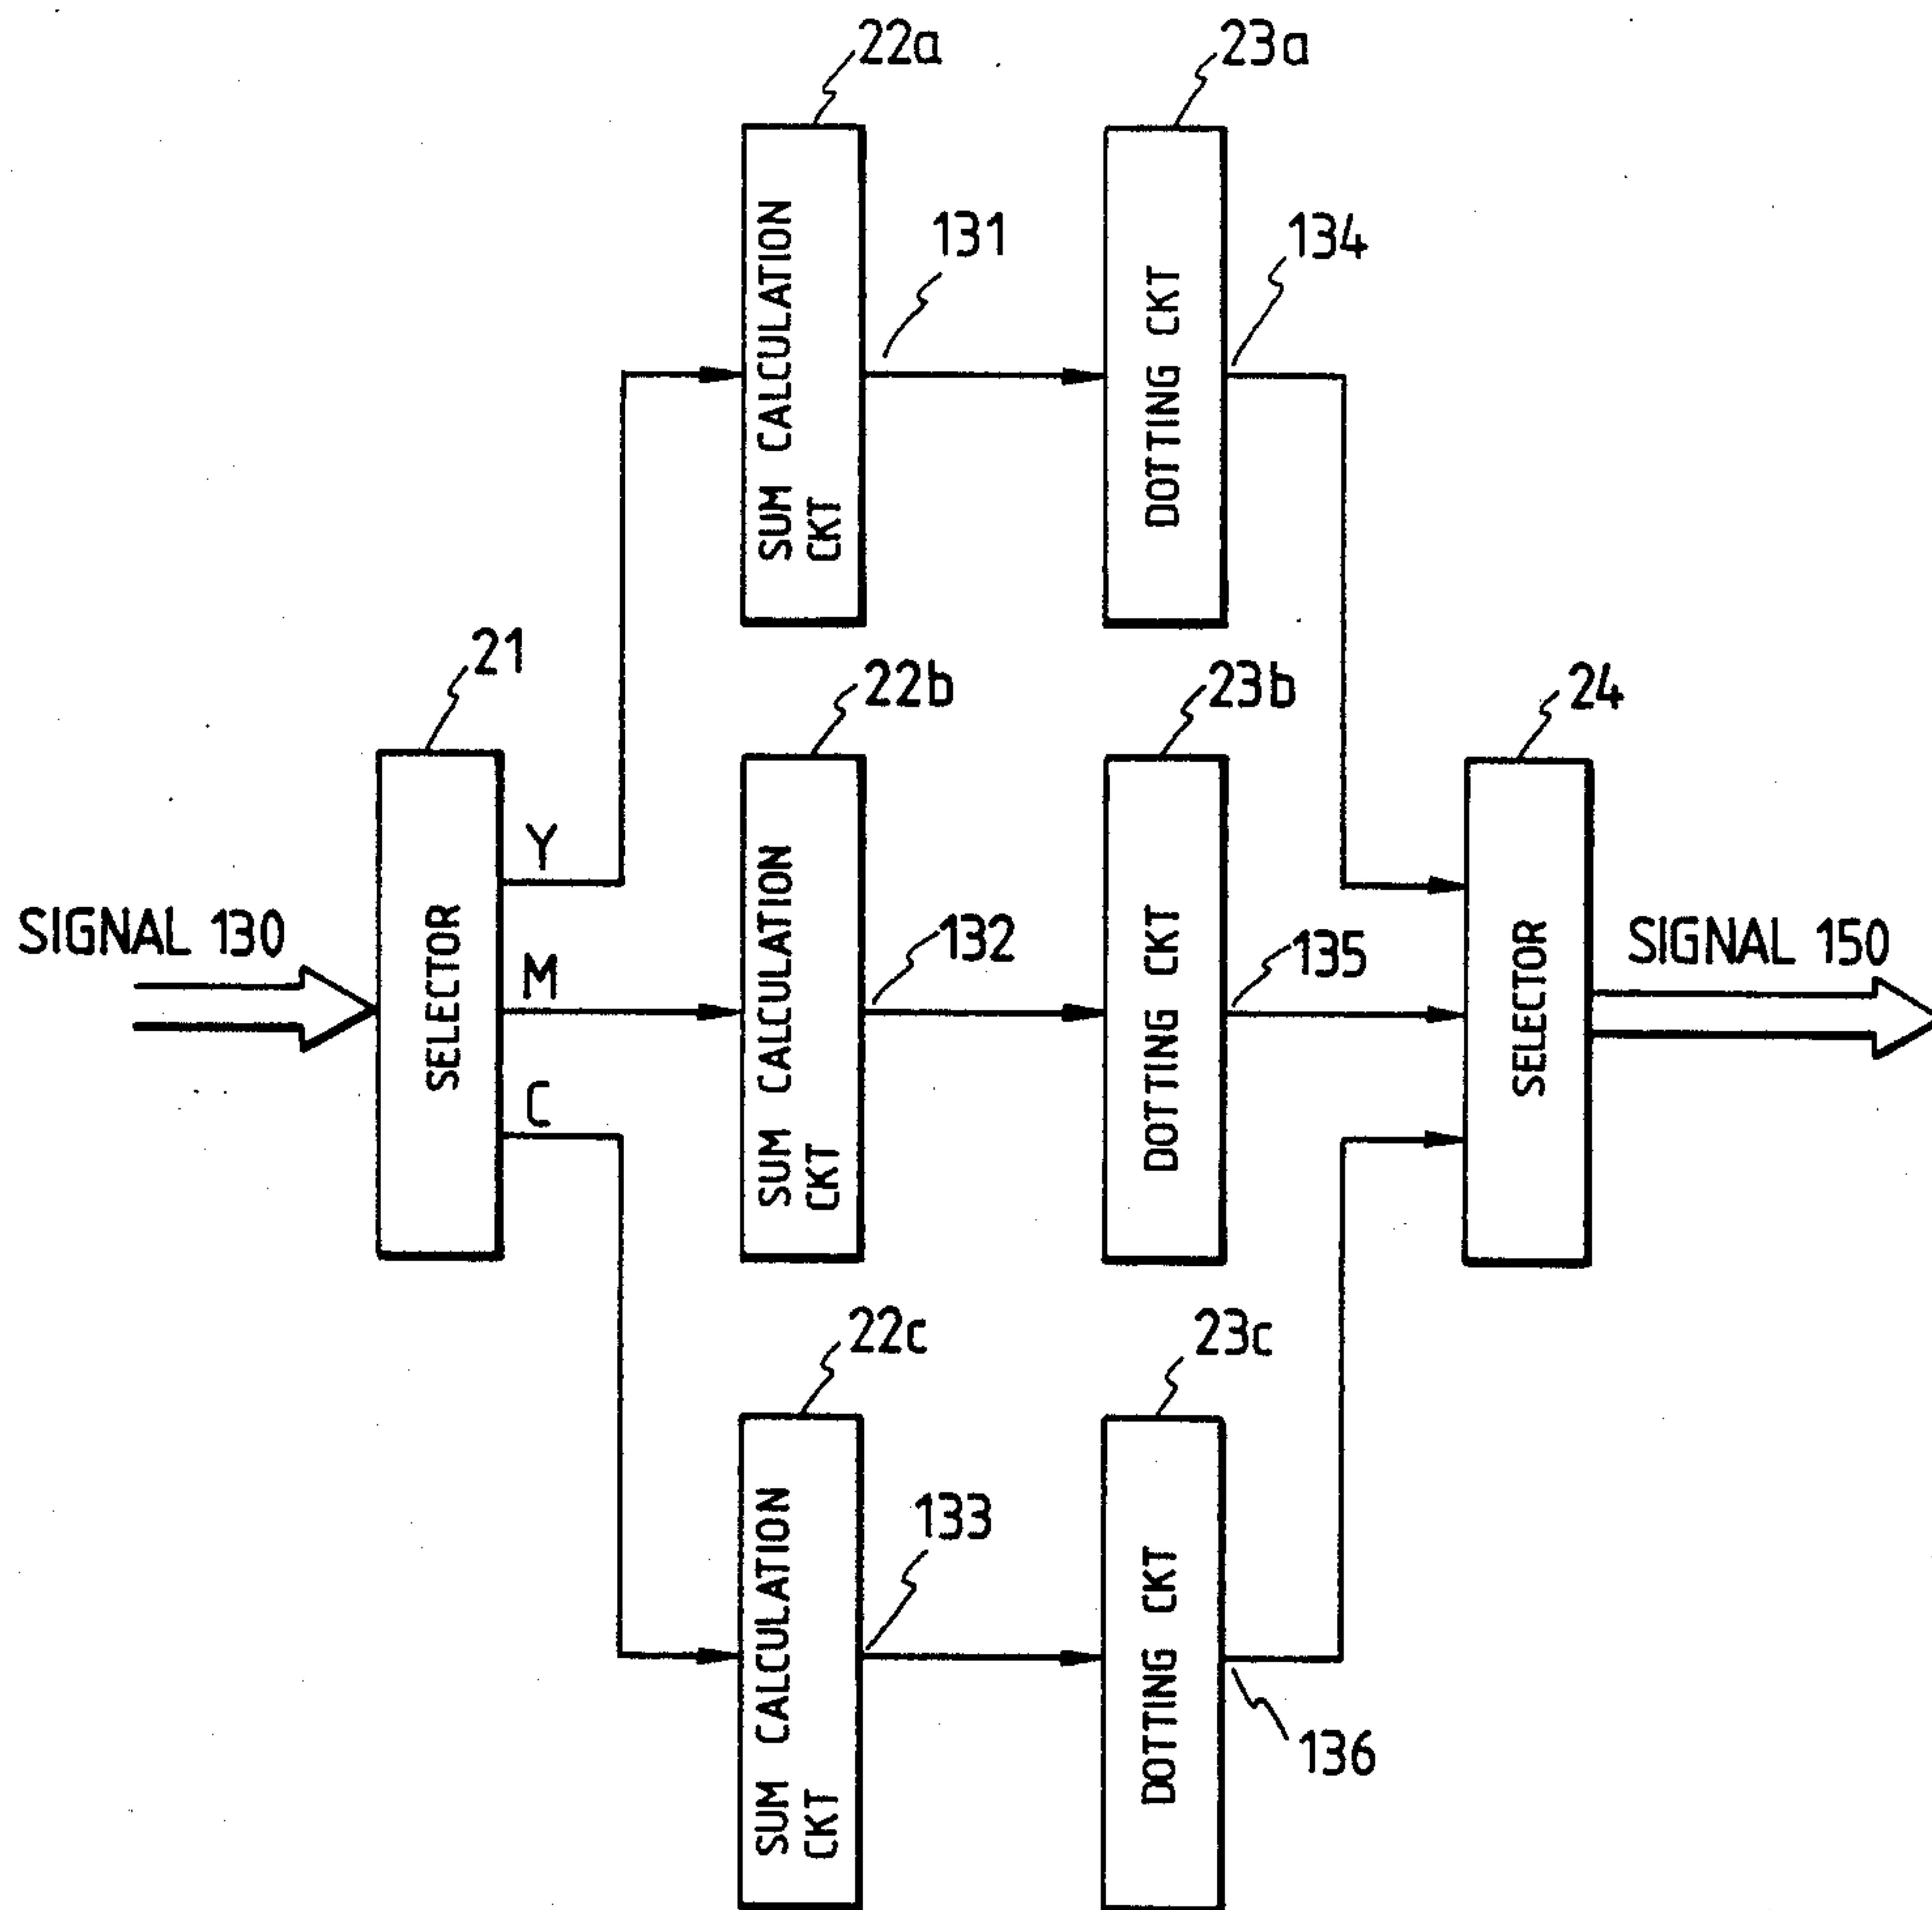 22a
23a
SUM CALCULATION
CKT
131
DOTTING CKT
134
21
22b
23b
24
SIGNAL 130
SELECTOR
Y
M
C
SUM CALCULATION
CKT
132
DOTTING CKT
135
SELECTOR
SIGNAL 150
22c
23c
SUM CALCULATION
CKT
133
DOTTING CKT
136